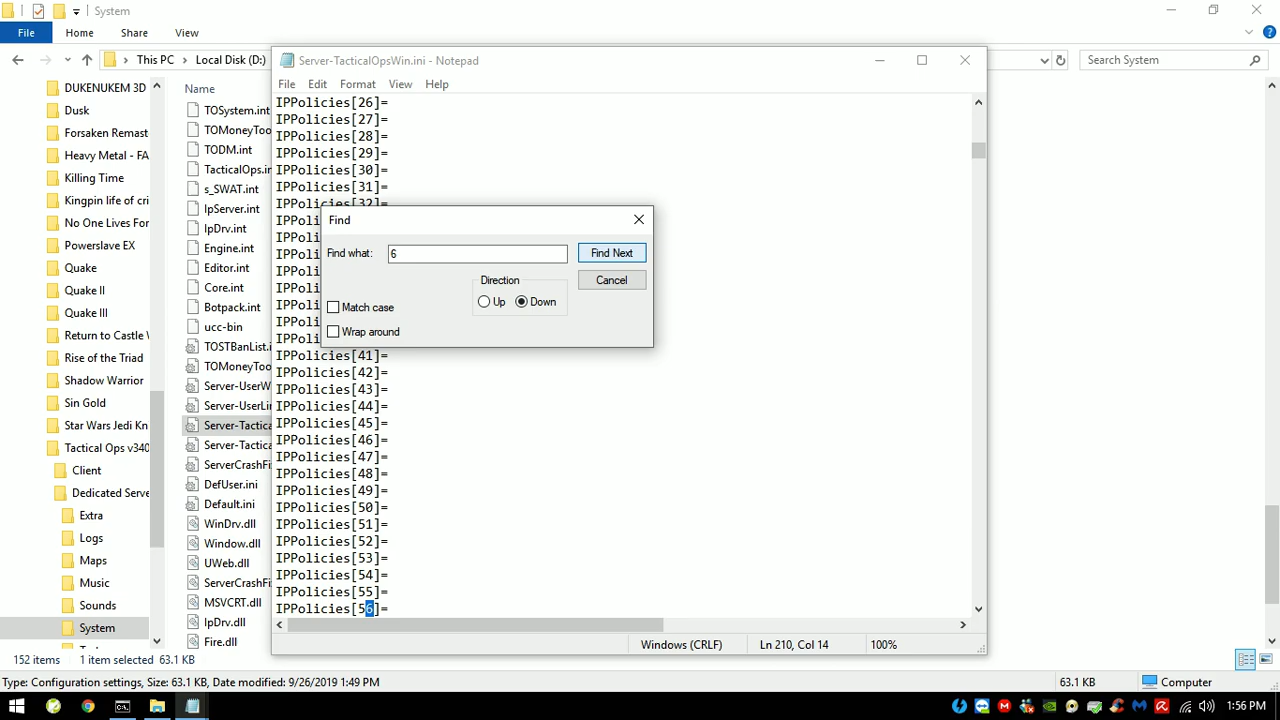 System
File
Home
Share
View
This PC
Local Disk (D:)
Search System
DUKENUKEM 3D
Dusk
Forsaken Remast
Heavy Metal - FA
Killing Time
Kingpin life of cri
No One Lives For
Powerslave EX
Quake
Quake II
Quake III
Return to Castle W
Rise of the Triad
Shadow Warrior
Sin Gold
Star Wars Jedi Kn
Tactical Ops v340
Client
Dedicated Serve
Extra
Logs
Maps
Music
Sounds
System
Name
TOSystem.int
TOMoneyToo
TODM.int
TacticalOps.in
s_SWAT.int
IpServer.int
IpDrv.int
Engine.int
Editor.int
Core.int
Botpack.int
ucc-bin
TOSTBanList.i
TOMoneyToo
Server-UserW
Server-UserLin
Server-Tactica
Server-Tactica
ServerCrashFi
DefUser.ini
Default.ini
WinDrv.dll
Window.dll
UWeb.dll
ServerCrashFi
MSVCRT.dll
IpDrv.dll
Fire.dll
Server-TacticalOpsWin.ini - Notepad
File
Edit
Format
View
Help
IPPolicies[26]=
IPPolicies[27]=
IPPolicies[28]=
IPPolicies[29]=
IPPolicies[30]=
IPPolicies[31]=
IPPolicies[32]=
IPPoli
IPPoli
IPPoli
IPPoli
IPPoli
IPPoli
IPPoli
IPPoli
IPPolicies[41]=
IPPolicies[42]=
IPPolicies[43]=
IPPolicies[44]=
IPPolicies[45]=
IPPolicies[46]=
IPPolicies[47]=
IPPolicies[48]=
IPPolicies[49]=
IPPolicies[50]=
IPPolicies[51]=
IPPolicies[52]=
IPPolicies[53]=
IPPolicies[54]=
IPPolicies[55]=
IPPolicies[56]=
Find
Find what:
6
Find Next
Cancel
Direction
Up
Down
Match case
Wrap around
Windows (CRLF)
Ln 210, Col 14
100%
152 items
1 item selected 63.1 KB
Type: Configuration settings, Size: 63.1 KB, Date modified: 9/26/2019 1:49 PM
63.1 KB
Computer
1:56 PM